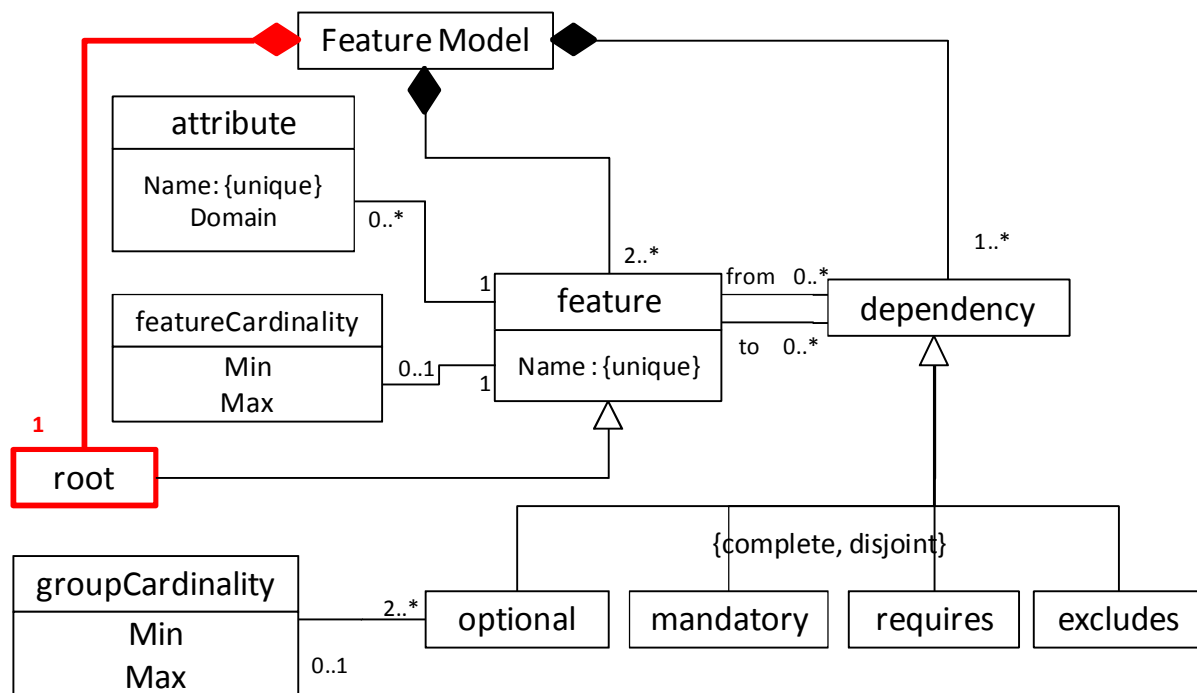 Feature Model
attribute
Name: {unique}
Domain
0..*
1
2..*
1..*
feature
Name : {unique}
from 0..*
to 0..*
dependency
featureCardinality
Min
Max
0..1
1
1
root
{complete, disjoint}
groupCardinality
Min
Max
2..*
0..1
optional
mandatory
requires
excludes